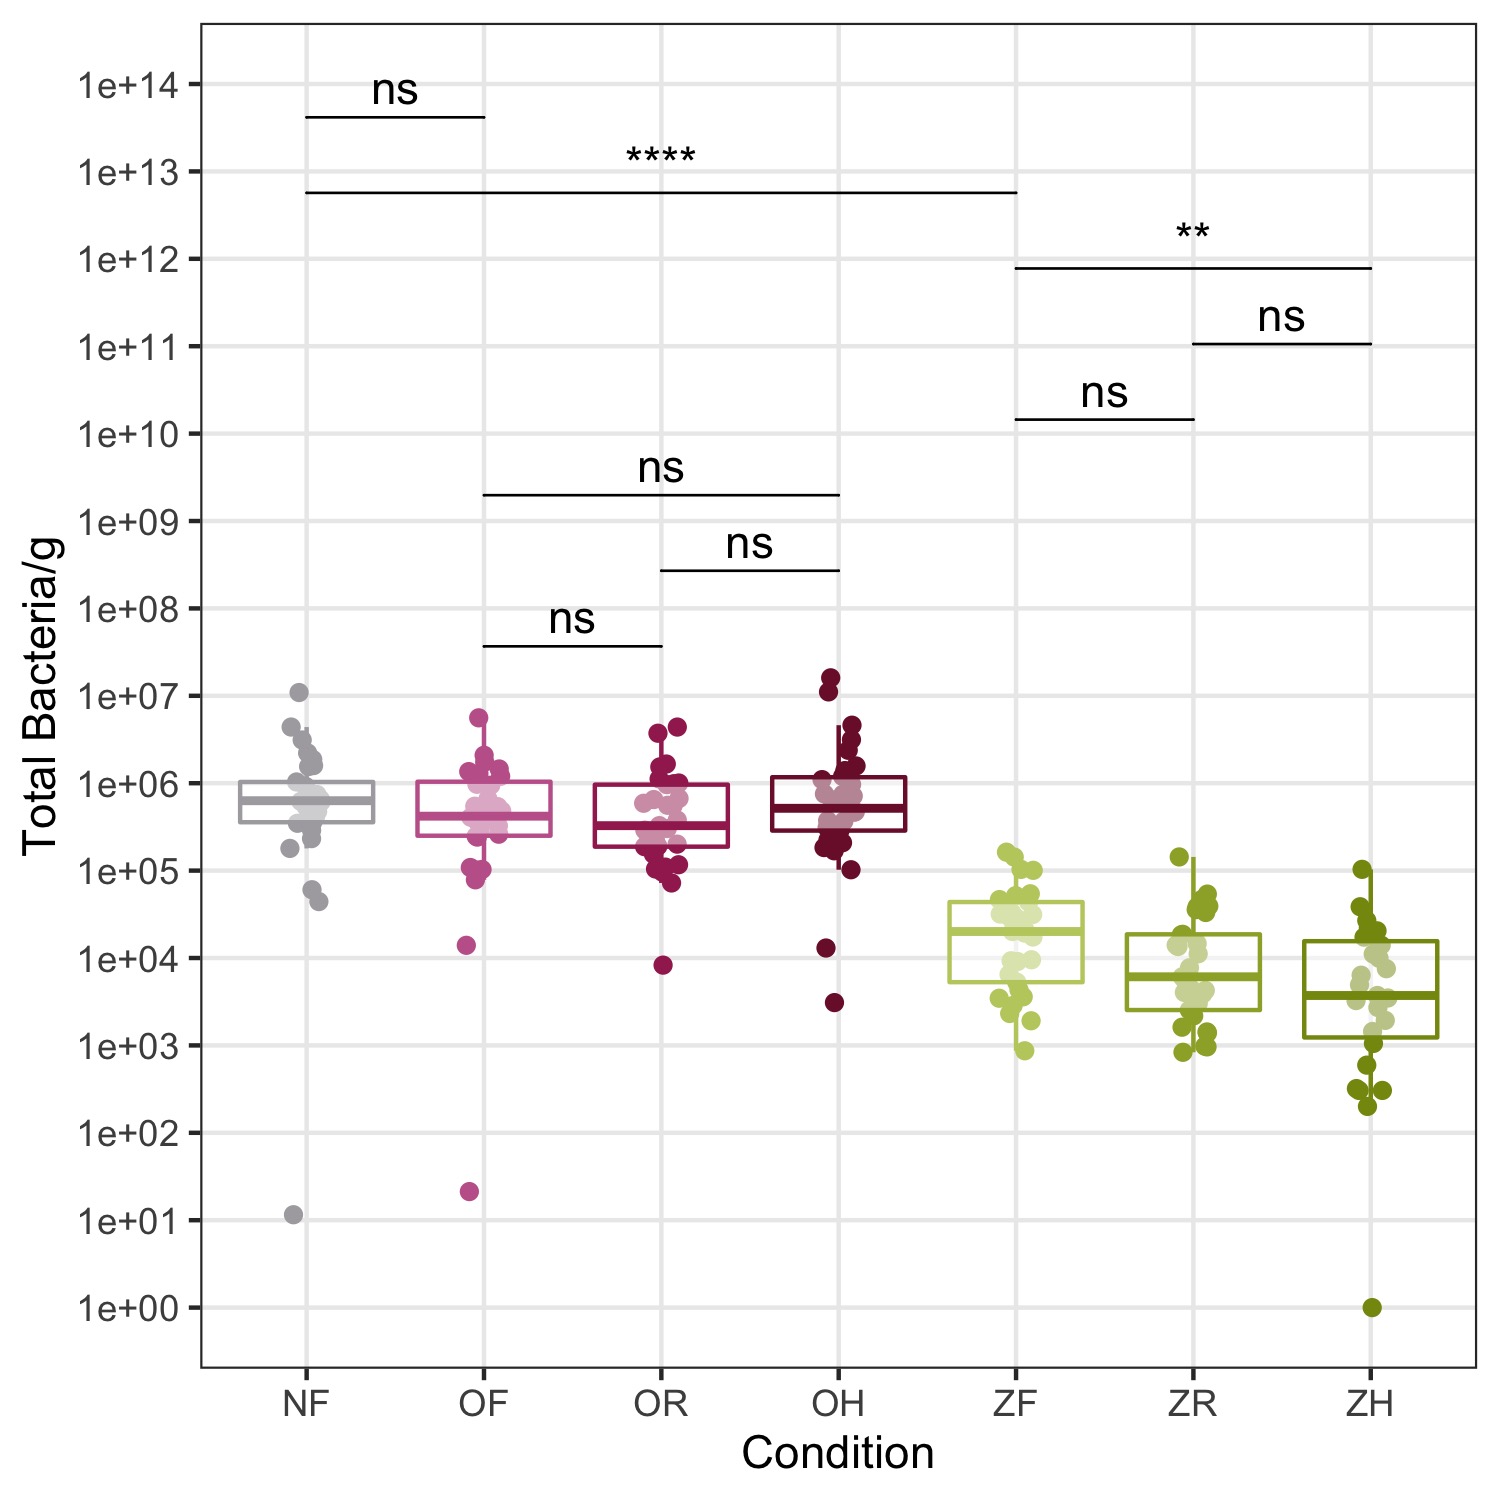 1e+14
ns
****
1e+13
**
1e+12
ns
1e+11
ns
1e+10
ns
1e+09
ns
1e+08
ns
1e+07
1e+06
1e+05
1e+04
1e+03
1e+02
1e+01
1e+00
Total Bacteria/g
NF OF OR OH ZF ZR ZH
Condition